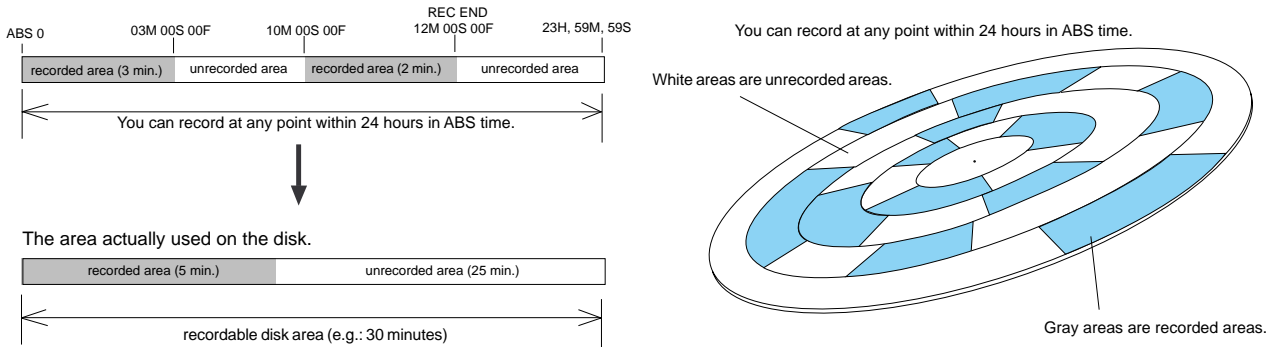 REC END
ABS 0 03M 00S 00F 10M 00S 00F 12M 00S 00F 23H, 59M, 59S
recorded area (3 min.) unrecorded area recorded area (2 min.) unrecorded area
You can record at any point within 24 hours in ABS time.
The area actually used on the disk.
recorded area (5 min.) unrecorded area (25 min.)
recordable disk area (e.g.: 30 minutes)
You can record at any point within 24 hours in ABS time.
White areas are unrecorded areas.
Gray areas are recorded areas.